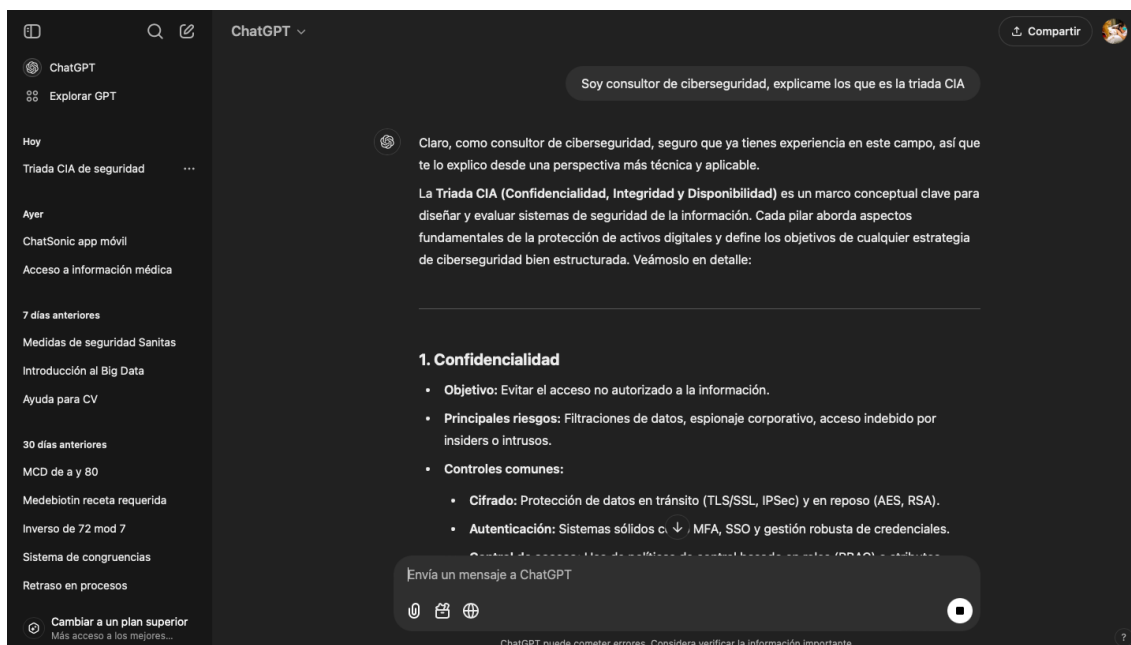 ChatGPT
Explorar GPT
Hoy
Triada CIA de seguridad
Ayer
ChatSonic app móvil
Acceso a información médica
7 días anteriores
Medidas de seguridad Sanitas
Introducción al Big Data
Ayuda para CV
30 días anteriores
MCD de a y 80
Medebiotin receta requerida
Inverso de 72 mod 7
Sistema de congruencias
Retraso en procesos
Cambiar a un plan superior
Más acceso a los mejores...
ChatGPT
Compartir
Soy consultor de ciberseguridad, explicame los que es la triada CIA
Claro, como consultor de ciberseguridad, seguro que ya tienes experiencia en este campo, así que
te lo explico desde una perspectiva más técnica y aplicable.
La Triada CIA (Confidencialidad, Integridad y Disponibilidad) es un marco conceptual clave para
diseñar y evaluar sistemas de seguridad de la información. Cada pilar aborda aspectos
fundamentales de la protección de activos digitales y define los objetivos de cualquier estrategia
de ciberseguridad bien estructurada. Veámoslo en detalle:
1. Confidencialidad
• Objetivo: Evitar el acceso no autorizado a la información.
• Principales riesgos: Filtraciones de datos, espionaje corporativo, acceso indebido por
insiders o intrusos.
• Controles comunes:
• Cifrado: Protección de datos en tránsito (TLS/SSL, IPSec) y en reposo (AES, RSA).
• Autenticación: Sistemas sólidos MFA, SSO y gestión robusta de credenciales.
Envía un mensaje a ChatGPT
ChatGPT puede cometer errores. Considera verificar la información importante.
?